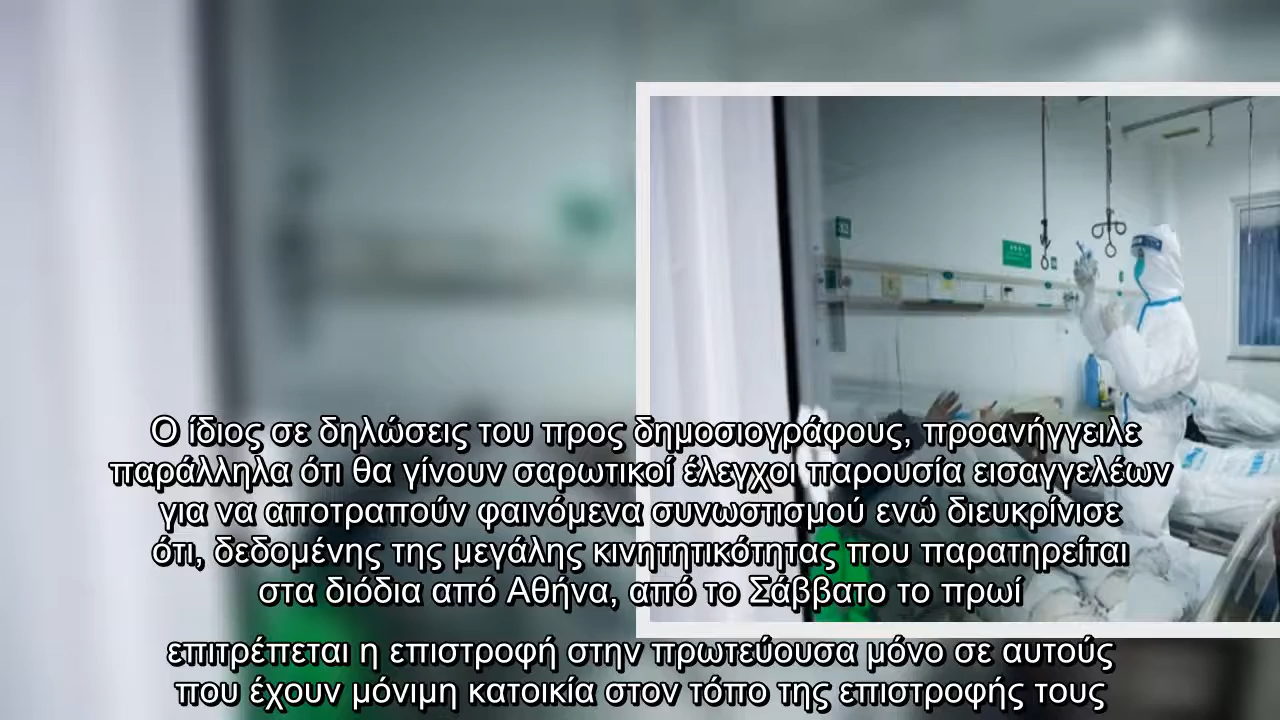 Ο ίδιος σε δηλώσεις του προς δημοσιογράφους, προανήγγειλε
παράλληλα ότι θα γίνουν σαρωτικοί έλεγχοι παρουσία εισαγγελέων
για να αποτραπούν φαινόμενα συνωστισμού ενώ διευκρίνισε
ότι, δεδομένης της μεγάλης κινητητικότητας που παρατηρείται
στα διόδια από Αθήνα, από το Σάββατο το πρωί
επιτρέπεται η επιστροφή στην πρωτεύουσα μόνο σε αυτούς
που έχουν μόνιμη κατοικία στον τόπο της επιστροφής τους